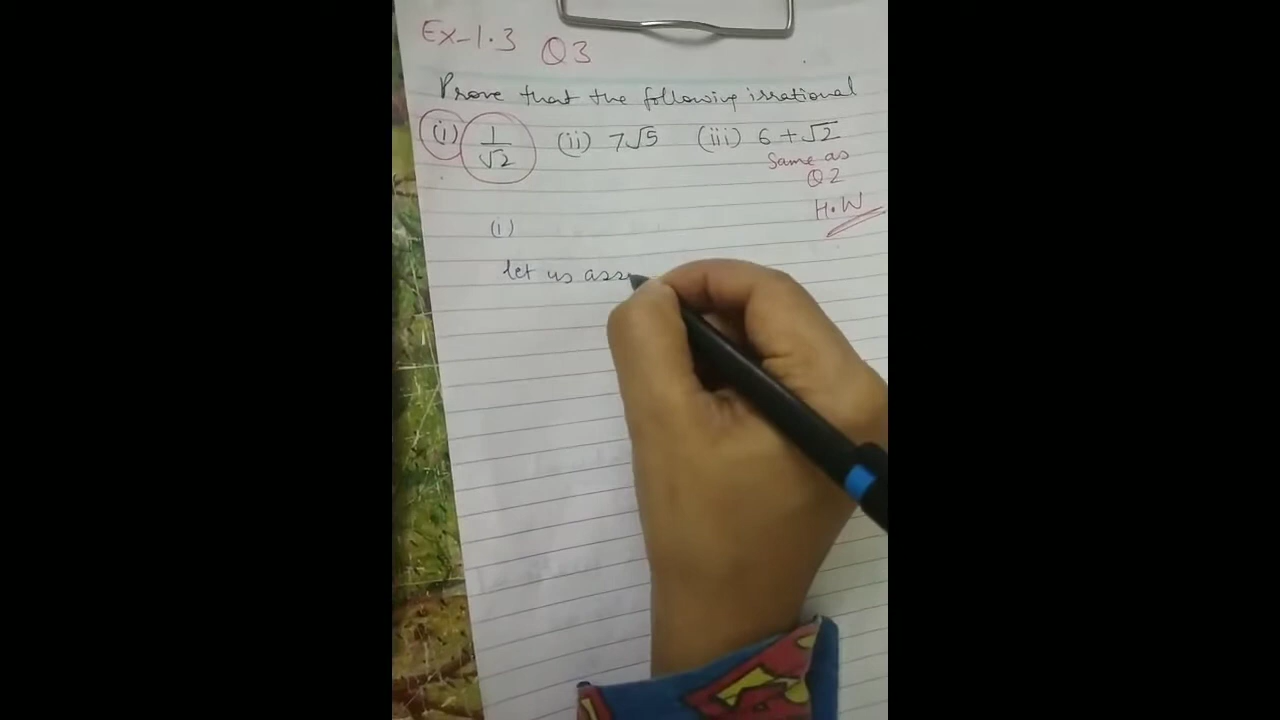 Ex-1.3 Q3
Prove that the following irrational
(i) 1/√2 (ii) 7√5 (iii) 6 + √2
Same as
Q2
H.W
(i)
let us ass